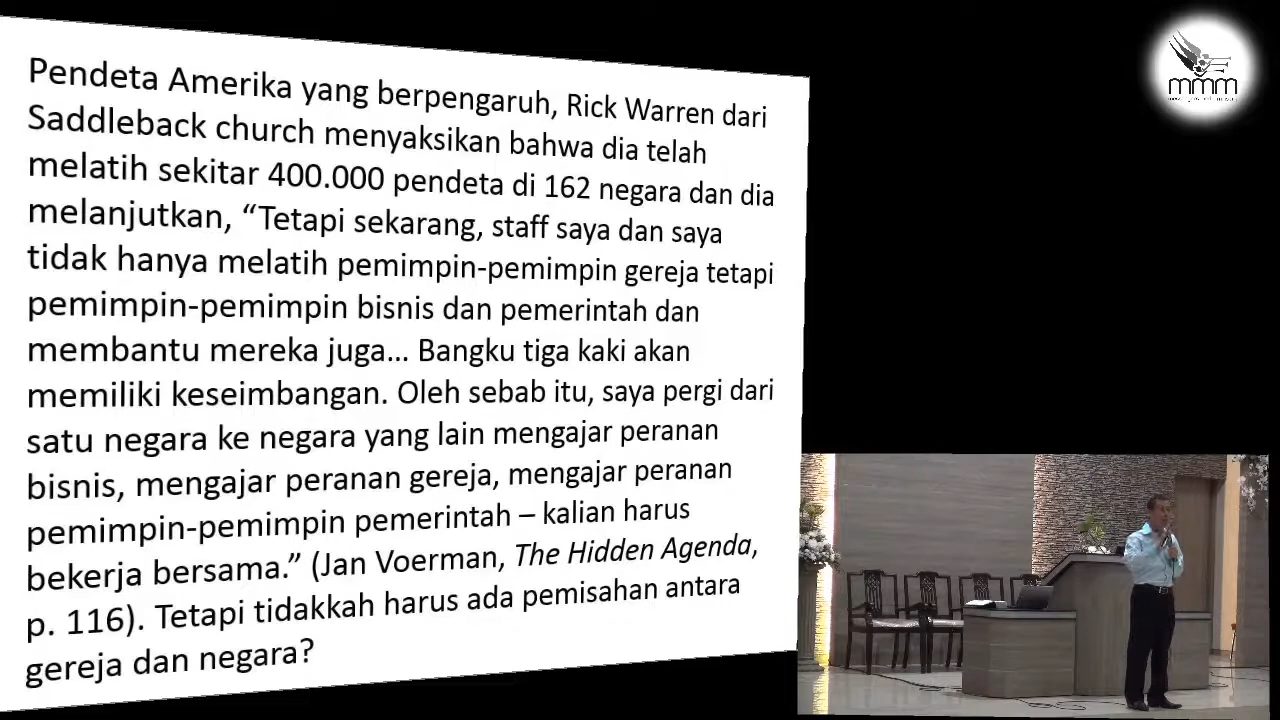 Pendeta Amerika yang berpengaruh, Rick Warren dari
Saddleback church menyaksikan bahwa dia telah
melatih sekitar 400.000 pendeta di 162 negara dan dia
melanjutkan, “Tetapi sekarang, staff saya dan saya
tidak hanya melatih pemimpin-pemimpin gereja tetapi
pemimpin-pemimpin bisnis dan pemerintah dan
membantu mereka juga... Bangku tiga kaki akan
memiliki keseimbangan. Oleh sebab itu, saya pergi dari
satu negara ke negara yang lain mengajar peranan
bisnis, mengajar peranan gereja, mengajar peranan
pemimpin-pemimpin pemerintah – kalian harus
bekerja bersama.” (Jan Voerman, The Hidden Agenda,
p. 116). Tetapi tidakkah harus ada pemisahan antara
gereja dan negara?
mmm